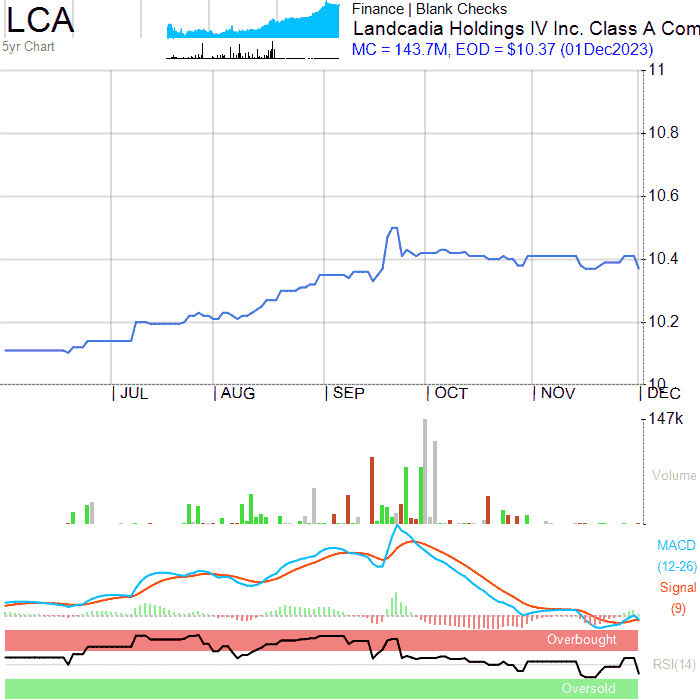 LCA
5yr Chart
Finance | Blank Checks
Landcadia Holdings IV Inc. Class A Com
MC = 143.7M, EOD = $10.37 (01Dec2023)
11
10.8
10.6
10.4
10.2
10
JUL
AUG
SEP
OCT
NOV
DEC
147k
Volume
MACD
(12-26)
Signal
(9)
Overbought
RSI(14)
Oversold